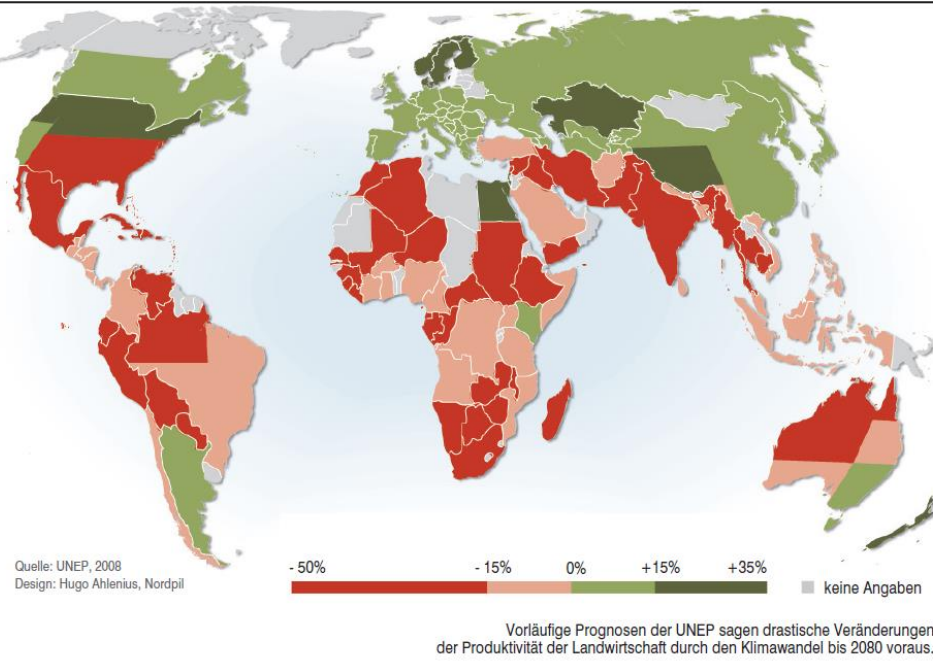 Quelle: UNEP, 2008
Design: Hugo Ahlenius, Nordpil
- 50%
- 15%
0%
+15%
+35%
keine Angaben
Vorläufige Prognosen der UNEP sagen drastische Veränderungen
der Produktivität der Landwirtschaft durch den Klimawandel bis 2080 voraus.